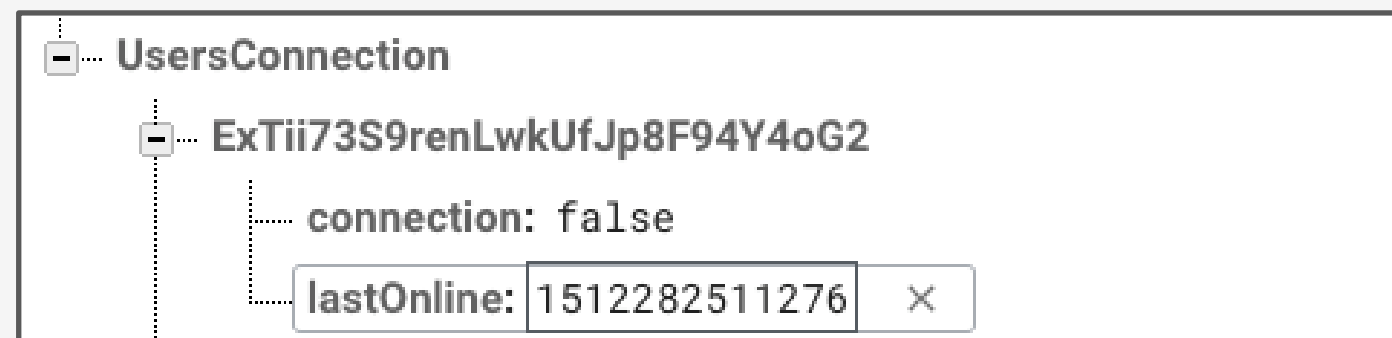 UsersConnection
ExTii73S9renLwkUfJp8F94Y4oG2
connection: false
lastOnline: 1512282511276